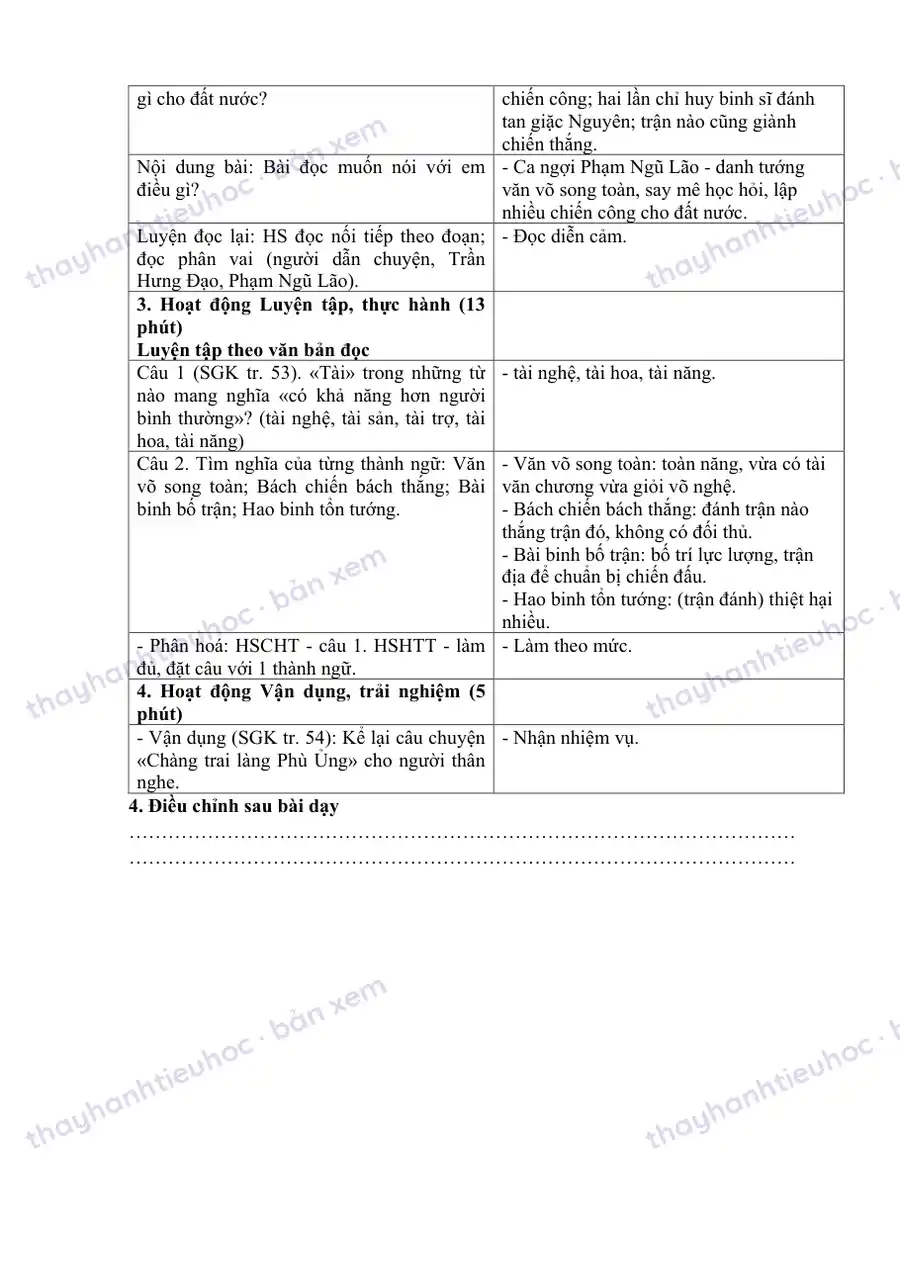 gì cho đất nước?
chiến công; hai lần chỉ huy binh sĩ đánh
tan giặc Nguyên; trận nào cũng giành
chiến thắng.
Nội dung bài: Bài đọc muốn nói với em
điều gì?
- Ca ngợi Phạm Ngũ Lão - danh tướng
văn võ song toàn, say mê học hỏi, lập
nhiều chiến công cho đất nước.
Luyện đọc lại: HS đọc nối tiếp theo đoạn;
đọc phân vai (người dẫn chuyện, Trần
Hưng Đạo, Phạm Ngũ Lão).
- Đọc diễn cảm.
3. Hoạt động Luyện tập, thực hành (13
phút)
Luyện tập theo văn bản đọc
Câu 1 (SGK tr. 53). «Tài» trong những từ
nào mang nghĩa «có khả năng hơn người
bình thường»? (tài nghệ, tài sản, tài trợ, tài
hoa, tài năng)
- tài nghệ, tài hoa, tài năng.
Câu 2. Tìm nghĩa của từng thành ngữ: Văn
võ song toàn; Bách chiến bách thắng; Bài
binh bố trận; Hao binh tổn tướng.
- Văn võ song toàn: toàn năng, vừa có tài
văn chương vừa giỏi võ nghệ.
- Bách chiến bách thắng: đánh trận nào
thắng trận đó, không có đối thủ.
- Bài binh bố trận: bố trí lực lượng, trận
địa để chuẩn bị chiến đấu.
- Hao binh tổn tướng: (trận đánh) thiệt hại
nhiều.
- Phân hoá: HSCHT - câu 1. HSHTT - làm
đủ, đặt câu với 1 thành ngữ.
- Làm theo mức.
4. Hoạt động Vận dụng, trải nghiệm (5
phút)
- Vận dụng (SGK tr. 54): Kể lại câu chuyện
«Chàng trai làng Phù Ủng» cho người thân
nghe.
- Nhận nhiệm vụ.
4. Điều chỉnh sau bài dạy
thayhanhtieuhoc · bản xem
thayhanhtieuhoc · b
thayhanhtieuhoc · bản xem
thayhanhtieuhoc · b
thayhanhtieuhoc · bản xem
thayhanhtieuhoc · b